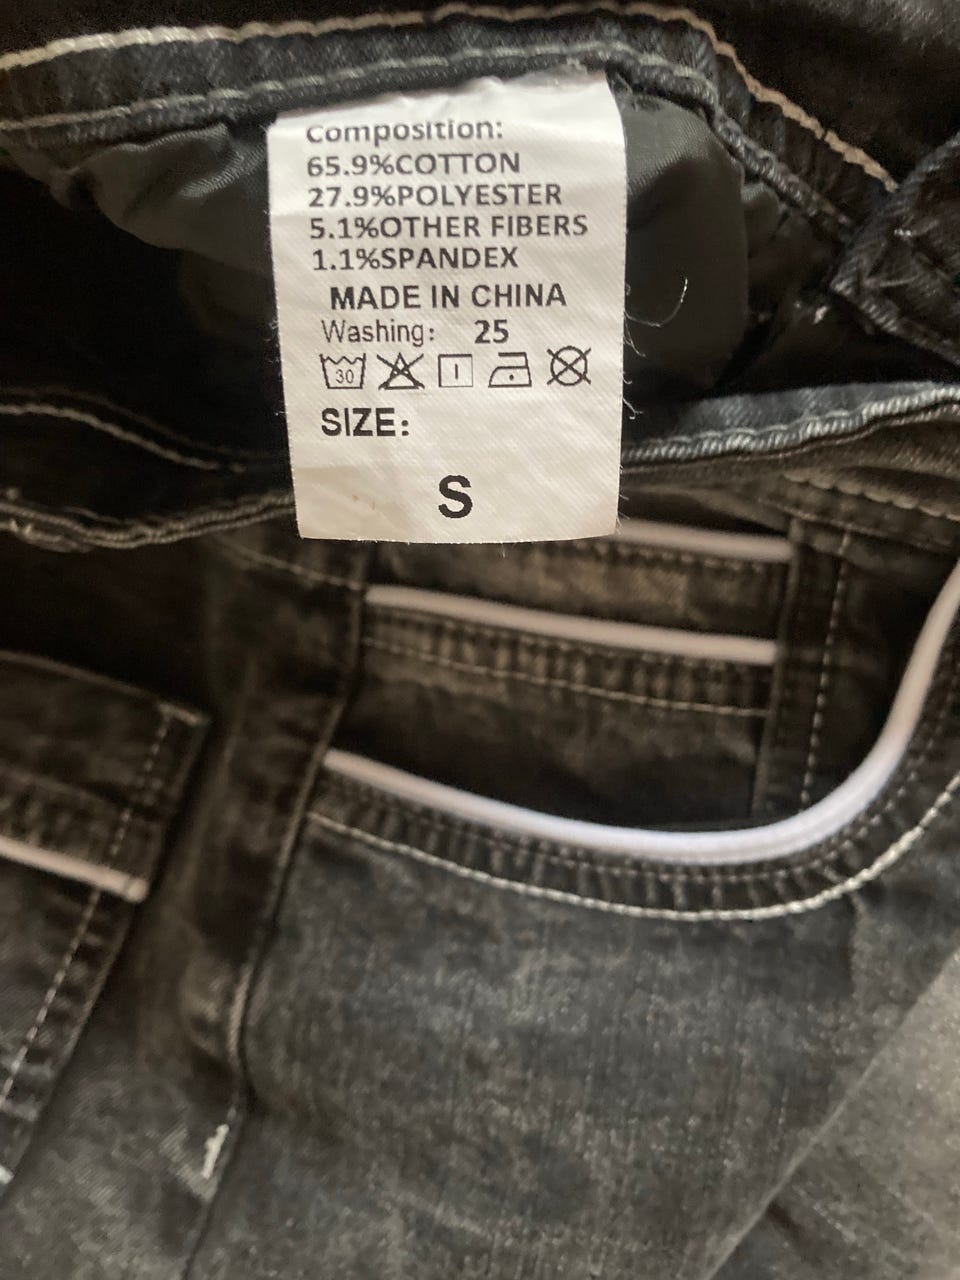 Composition:
65.9%COTTON
27.9%POLYESTER
5.1%OTHER FIBERS
1.1%SPANDEX
MADE IN CHINA
Washing: 25
30
SIZE:
S